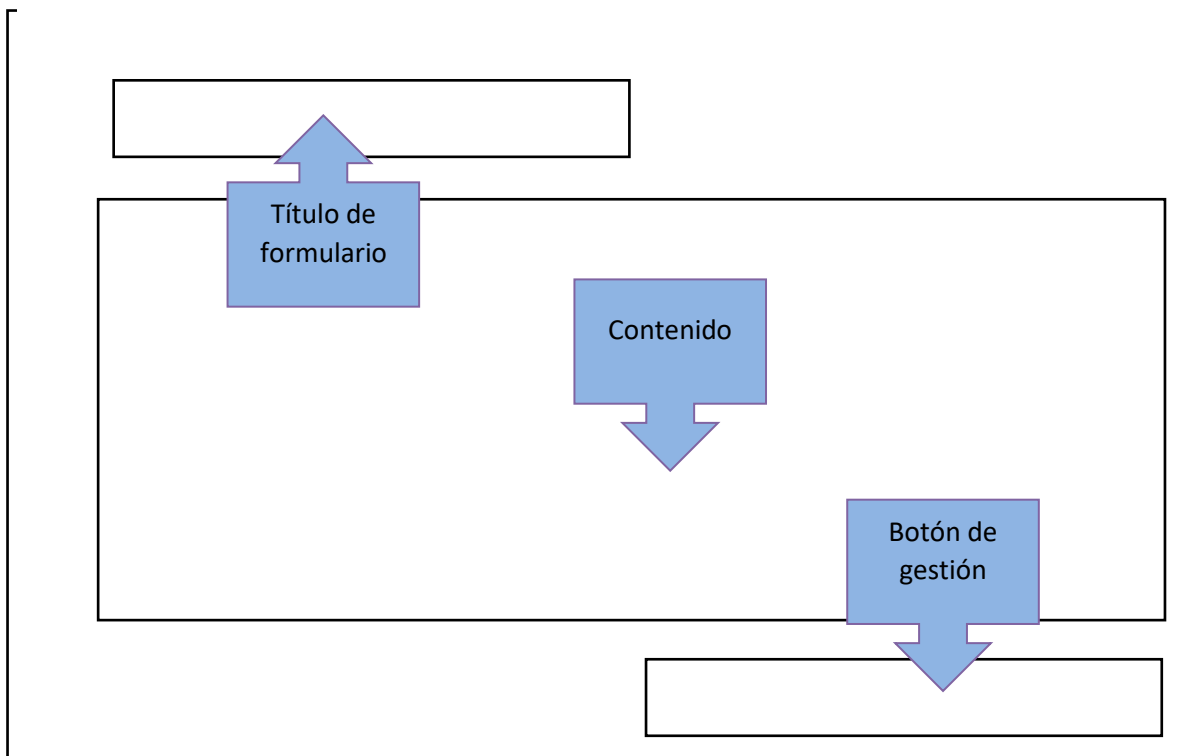 Título de
formulario
Contenido
Botón de
gestión